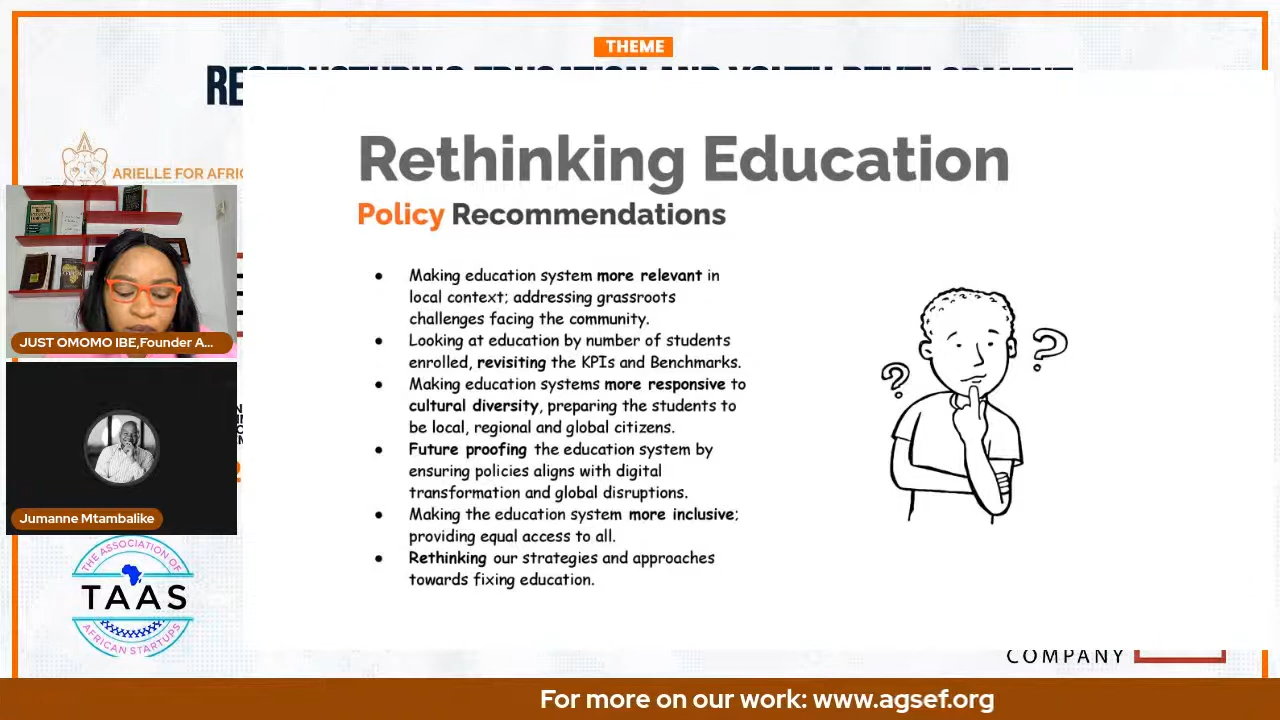 THEME
RESTRUCTURING EDUCATION AND YOUTH DEVELOPMENT
ARIELLE FOR AFRIC
Rethinking Education
Policy Recommendations
● Making education system more relevant in
local context; addressing grassroots
challenges facing the community.
● Looking at education by number of students
enrolled, revisiting the KPIs and Benchmarks.
● Making education systems more responsive to
cultural diversity, preparing the students to
be local, regional and global citizens.
● Future proofing the education system by
ensuring policies aligns with digital
transformation and global disruptions.
● Making the education system more inclusive;
providing equal access to all.
● Rethinking our strategies and approaches
towards fixing education.
? ?
JUST OMOMO IBE,Founder A...
Jumanne Mtambalike
THE ASSOCIATION OF
TAAS
AFRICAN STARTUPS
COMPANY
For more on our work: www.agsef.org